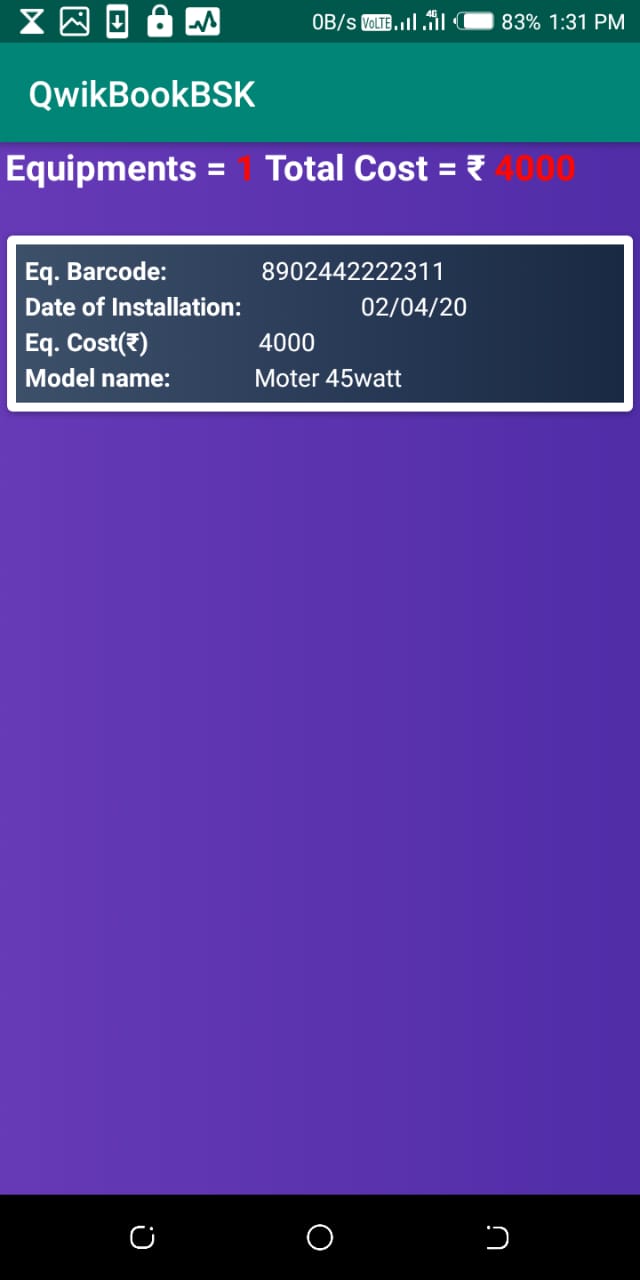 0B/s VoLTE 4G 83% 1:31 PM
QwikBookBSK
Equipments = 1 Total Cost = ₹ 4000
Eq. Barcode: 8902442222311
Date of Installation: 02/04/20
Eq. Cost(₹) 4000
Model name: Moter 45watt